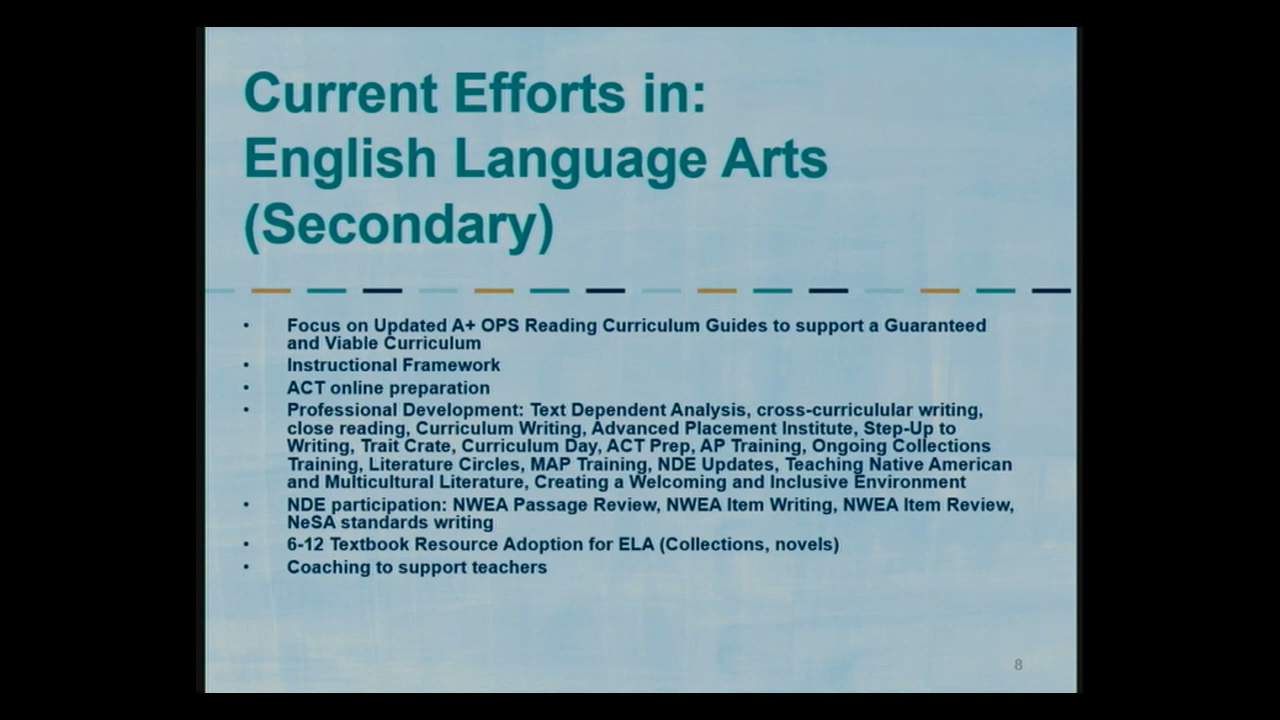 Current Efforts in:
English Language Arts
(Secondary)
• Focus on Updated A+ OPS Reading Curriculum Guides to support a Guaranteed
and Viable Curriculum
• Instructional Framework
• ACT online preparation
• Professional Development: Text Dependent Analysis, cross-curriculular writing,
close reading, Curriculum Writing, Advanced Placement Institute, Step-Up to
Writing, Trait Crate, Curriculum Day, ACT Prep, AP Training, Ongoing Collections
Training, Literature Circles, MAP Training, NDE Updates, Teaching Native American
and Multicultural Literature, Creating a Welcoming and Inclusive Environment
• NDE participation: NWEA Passage Review, NWEA Item Writing, NWEA Item Review,
NeSA standards writing
• 6-12 Textbook Resource Adoption for ELA (Collections, novels)
• Coaching to support teachers
8